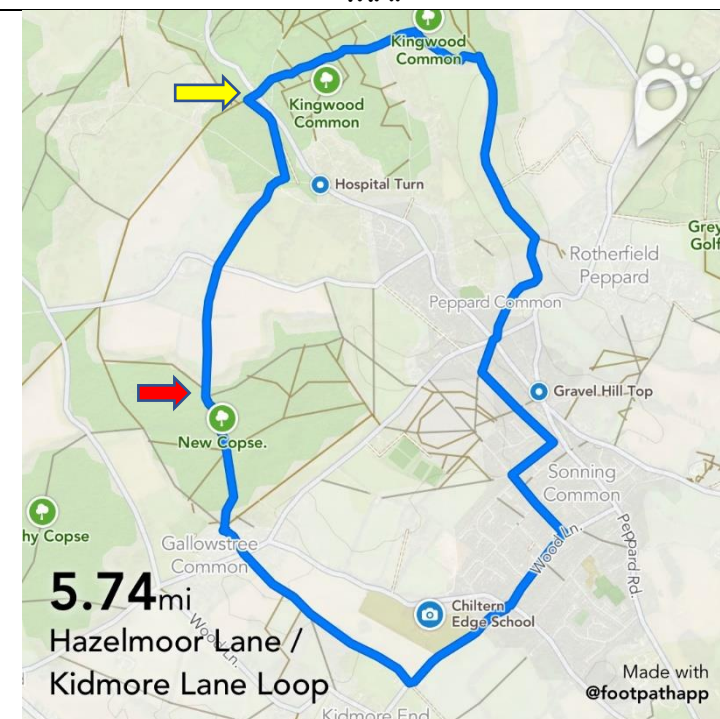 Kingwood
Common
Kingwood
Common
Hospital Turn
Grey
Golf
Rotherfield
Peppard
Peppard Common
Gravel Hill Top
New Copse.
Sonning
Common
hy Copse
Gallowstree
Common
Wood Ln.
Peppard Rd.
5.74mi
Chiltern
Edge School
Wood Ln.
Hazelmoor Lane /
Kidmore Lane Loop
Made with
@footpathapp
Kidmore End